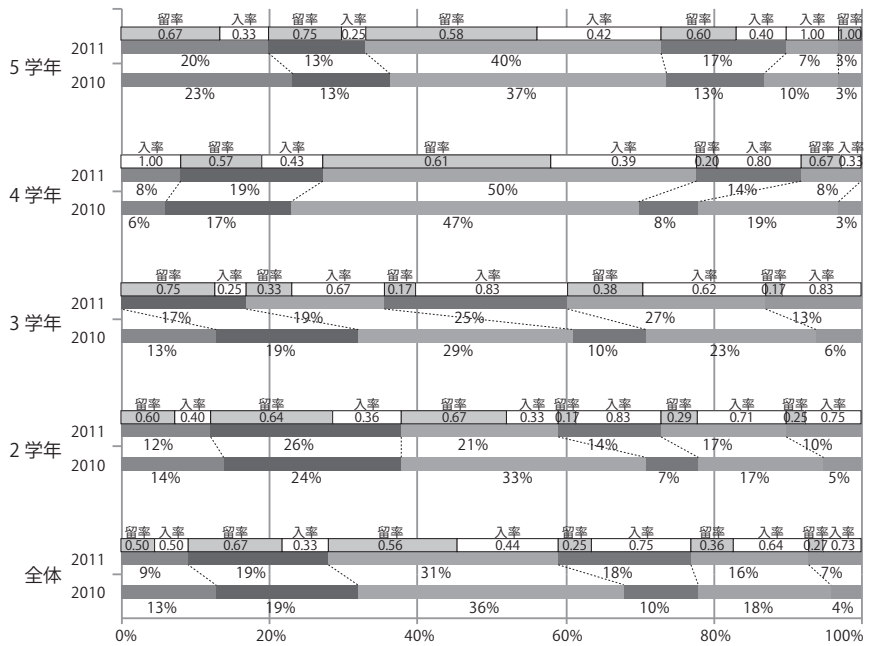 留率 入率 留率 入率 留率 入率 留率 入率 入率 留率
0.67 0.33 0.75 0.25 0.58 0.42 0.60 0.40 1.00 1.00
2011
20% 13% 40% 17% 7% 3%
5 学年
2010
23% 13% 37% 13% 10% 3%
入率 留率 入率 留率 入率 留率 入率 留率 入率
1.00 0.57 0.43 0.61 0.39 0.20 0.80 0.67 0.33
2011
8% 19% 50% 14% 8%
4 学年
2010
6% 17% 47% 8% 19% 3%
留率 入率 留率 入率 留率 入率 留率 入率 留率 入率
0.75 0.25 0.33 0.67 0.17 0.83 0.38 0.62 0.17 0.83
2011
17% 19% 25% 27% 13%
3 学年
2010
13% 19% 29% 10% 23% 6%
留率 入率 留率 入率 留率 入率 留率 入率 留率 入率 留率 入率
0.60 0.40 0.64 0.36 0.67 0.33 0.17 0.83 0.29 0.71 0.25 0.75
2011
12% 26% 21% 14% 17% 10%
2 学年
2010
14% 24% 33% 7% 17% 5%
留率 入率 留率 入率 留率 入率 留率 入率 留率 入率 留率 入率
0.50 0.50 0.67 0.33 0.56 0.44 0.25 0.75 0.36 0.64 0.27 0.73
2011
9% 19% 31% 18% 16% 7%
全体
2010
13% 19% 36% 10% 18% 4%
0% 20% 40% 60% 80% 100%